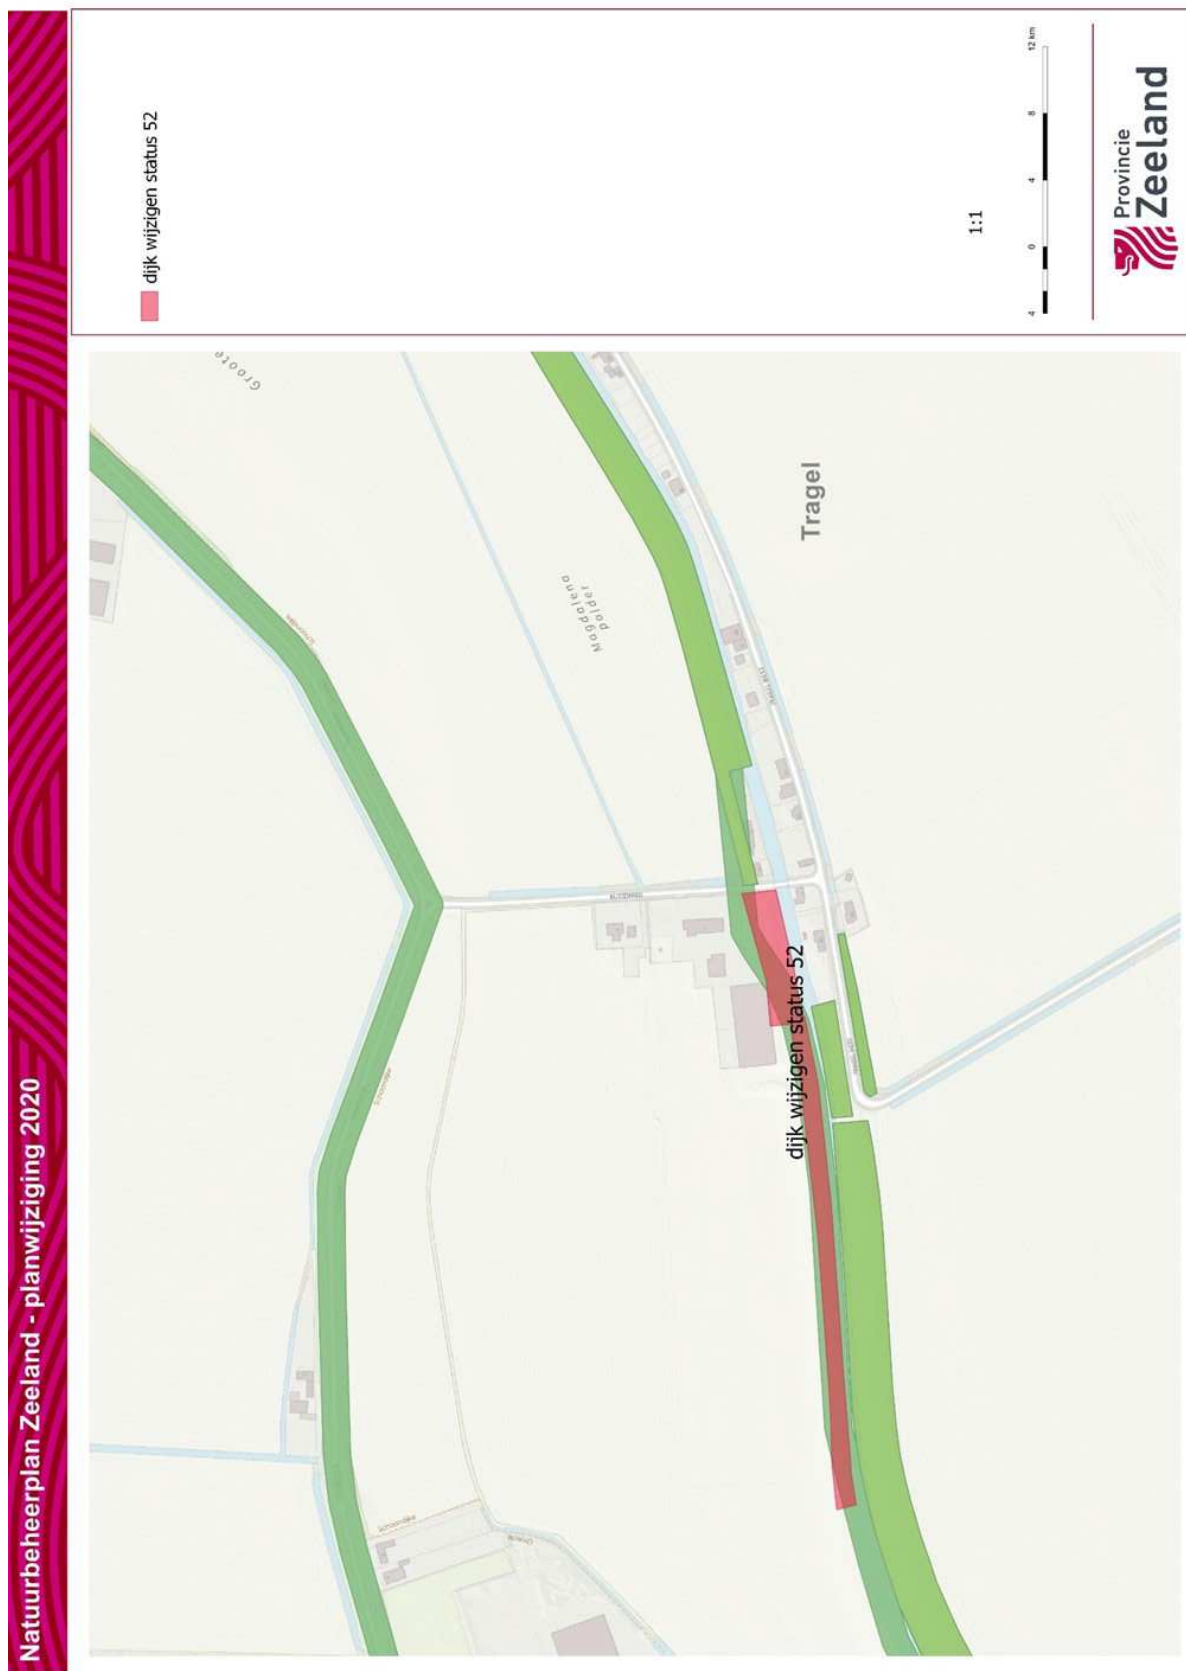 Natuurbeheerplan Zeeland - planwijziging 2020
dijk wijzigen status 52
Groote
Magdalena
polder
Tragel
dijk wijzigen status 52
1:1
4 0 4 8 12 km
Provincie
Zeeland